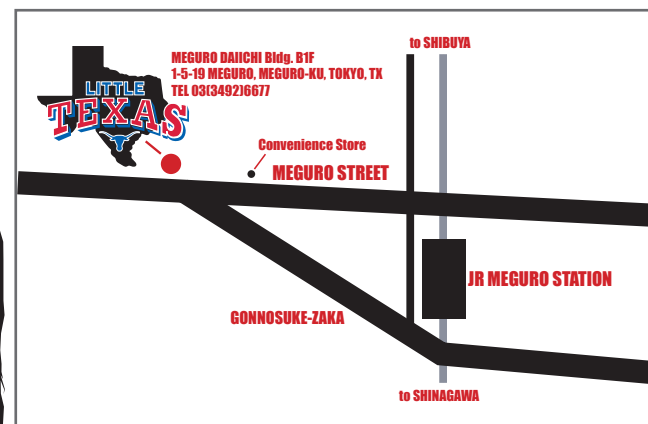 LITTLE
TEXAS
MEGURO DAIICHI Bldg. B1F
1-5-19 MEGURO, MEGURO-KU, TOKYO, TX
TEL 03(3492)6677
to SHIBUYA
Convenience Store
MEGURO STREET
JR MEGURO STATION
GONNOSUKE-ZAKA
to SHINAGAWA